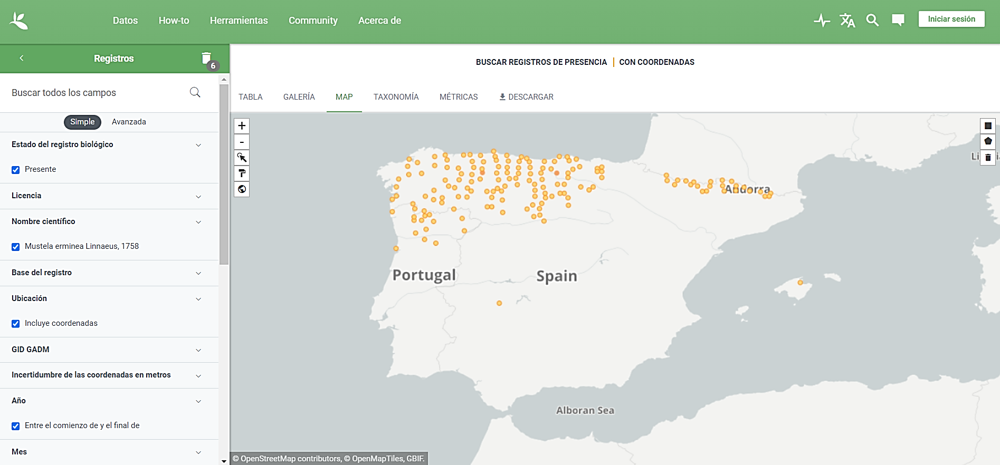 Datos
How-to
Herramientas
Community
Acerca de
Iniciar sesión
Registros
6
Buscar todos los campos
Simple
Avanzada
Estado del registro biológico
Presente
Licencia
Nombre científico
Mustela erminea Linnaeus, 1758
Base del registro
Ubicación
Incluye coordenadas
GID GADM
Incertidumbre de las coordenadas en metros
Año
Entre el comienzo de y el final de
Mes
BUSCAR REGISTROS DE PRESENCIA | CON COORDENADAS
TABLA
GALERÍA
MAP
TAXONOMÍA
MÉTRICAS
DESCARGAR
+
-
Andorra
Portugal
Spain
Alboran Sea
© OpenStreetMap contributors, © OpenMapTiles, GBIF.